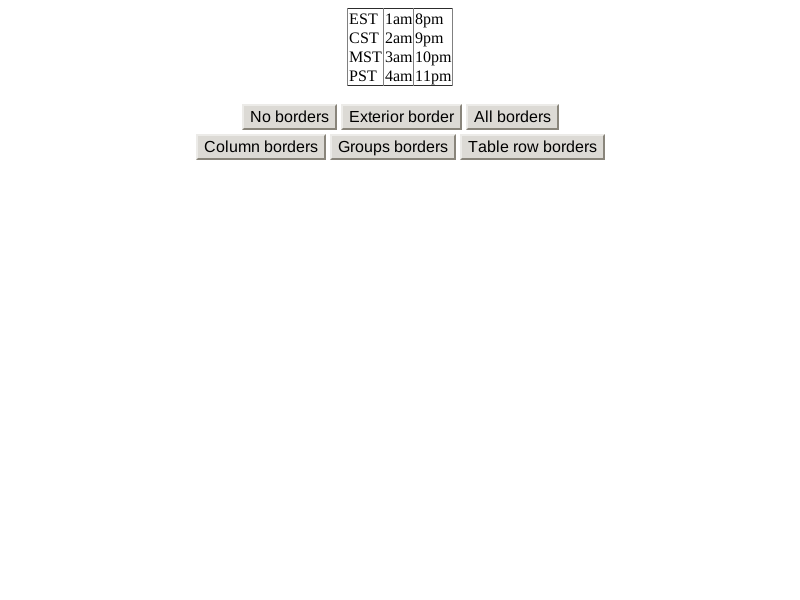 EST 1am 8pm
CST 2am 9pm
MST 3am 10pm
PST 4am 11pm
No borders Exterior border All borders
Column borders Groups borders Table row borders